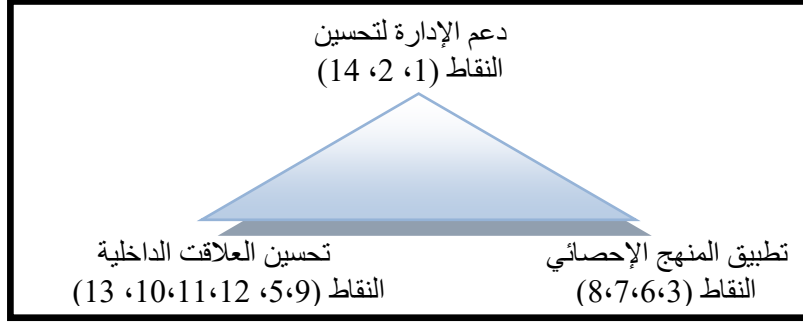 دعم الإدارة لتحسين
النقاط (1، 2، 14)
تطبيق المنهج الإحصائي
النقاط (3،6،7،8)
تحسين العلاقت الداخلية
النقاط (5،9، 10،11،12، 13)